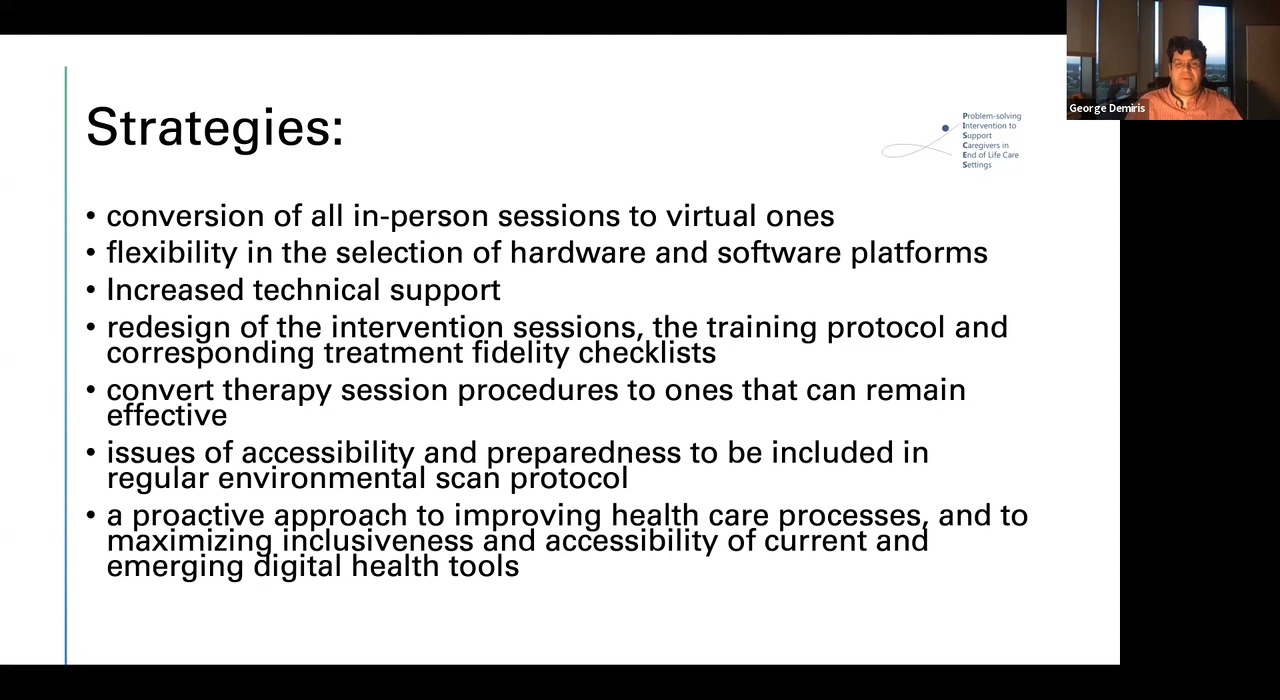 Strategies:
Problem-solving
Intervention to
Support
Caregivers in
End of Life Care
Settings
George Demiris
• conversion of all in-person sessions to virtual ones
• flexibility in the selection of hardware and software platforms
• Increased technical support
• redesign of the intervention sessions, the training protocol and
corresponding treatment fidelity checklists
• convert therapy session procedures to ones that can remain
effective
• issues of accessibility and preparedness to be included in
regular environmental scan protocol
• a proactive approach to improving health care processes, and to
maximizing inclusiveness and accessibility of current and
emerging digital health tools